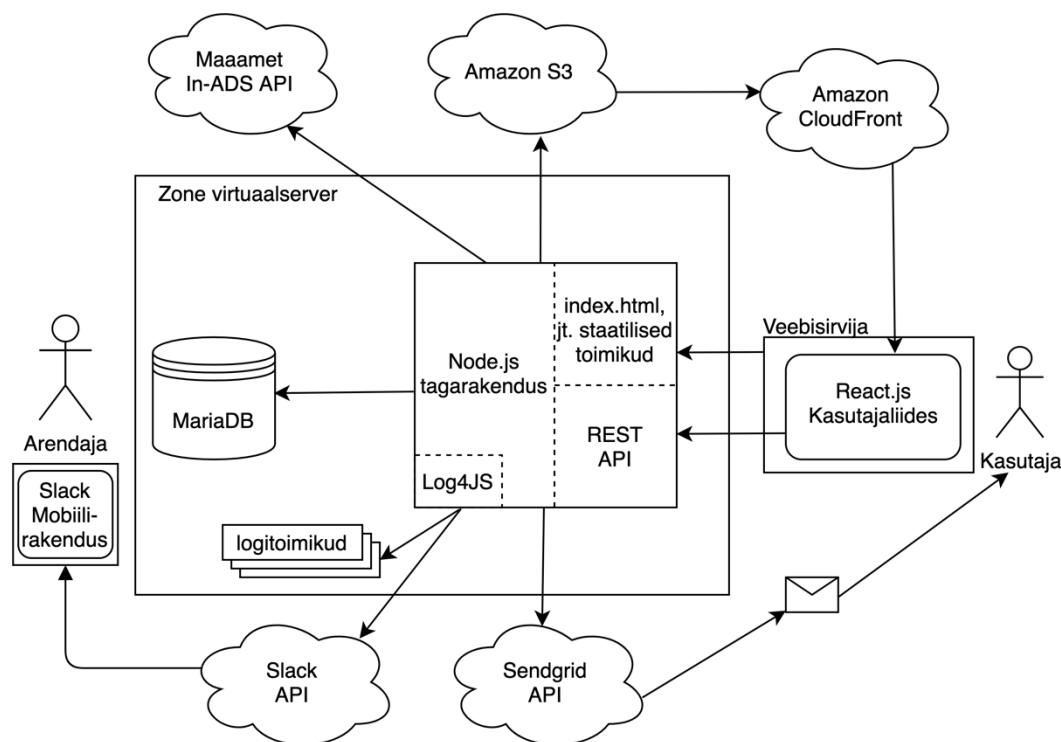 Maaamet
In-ADS API
Amazon S3
Amazon
CloudFront
Zone virtuaalserver
index.html,
jt. staatilised
toimikud
Veebisirvija
Node.js
tagarakendus
React.js
Kasutajaliides
MariaDB
REST
API
Arendaja
Kasutaja
Slack
Mobiili-
rakendus
Log4JS
logitoimikud
Slack
API
Sendgrid
API